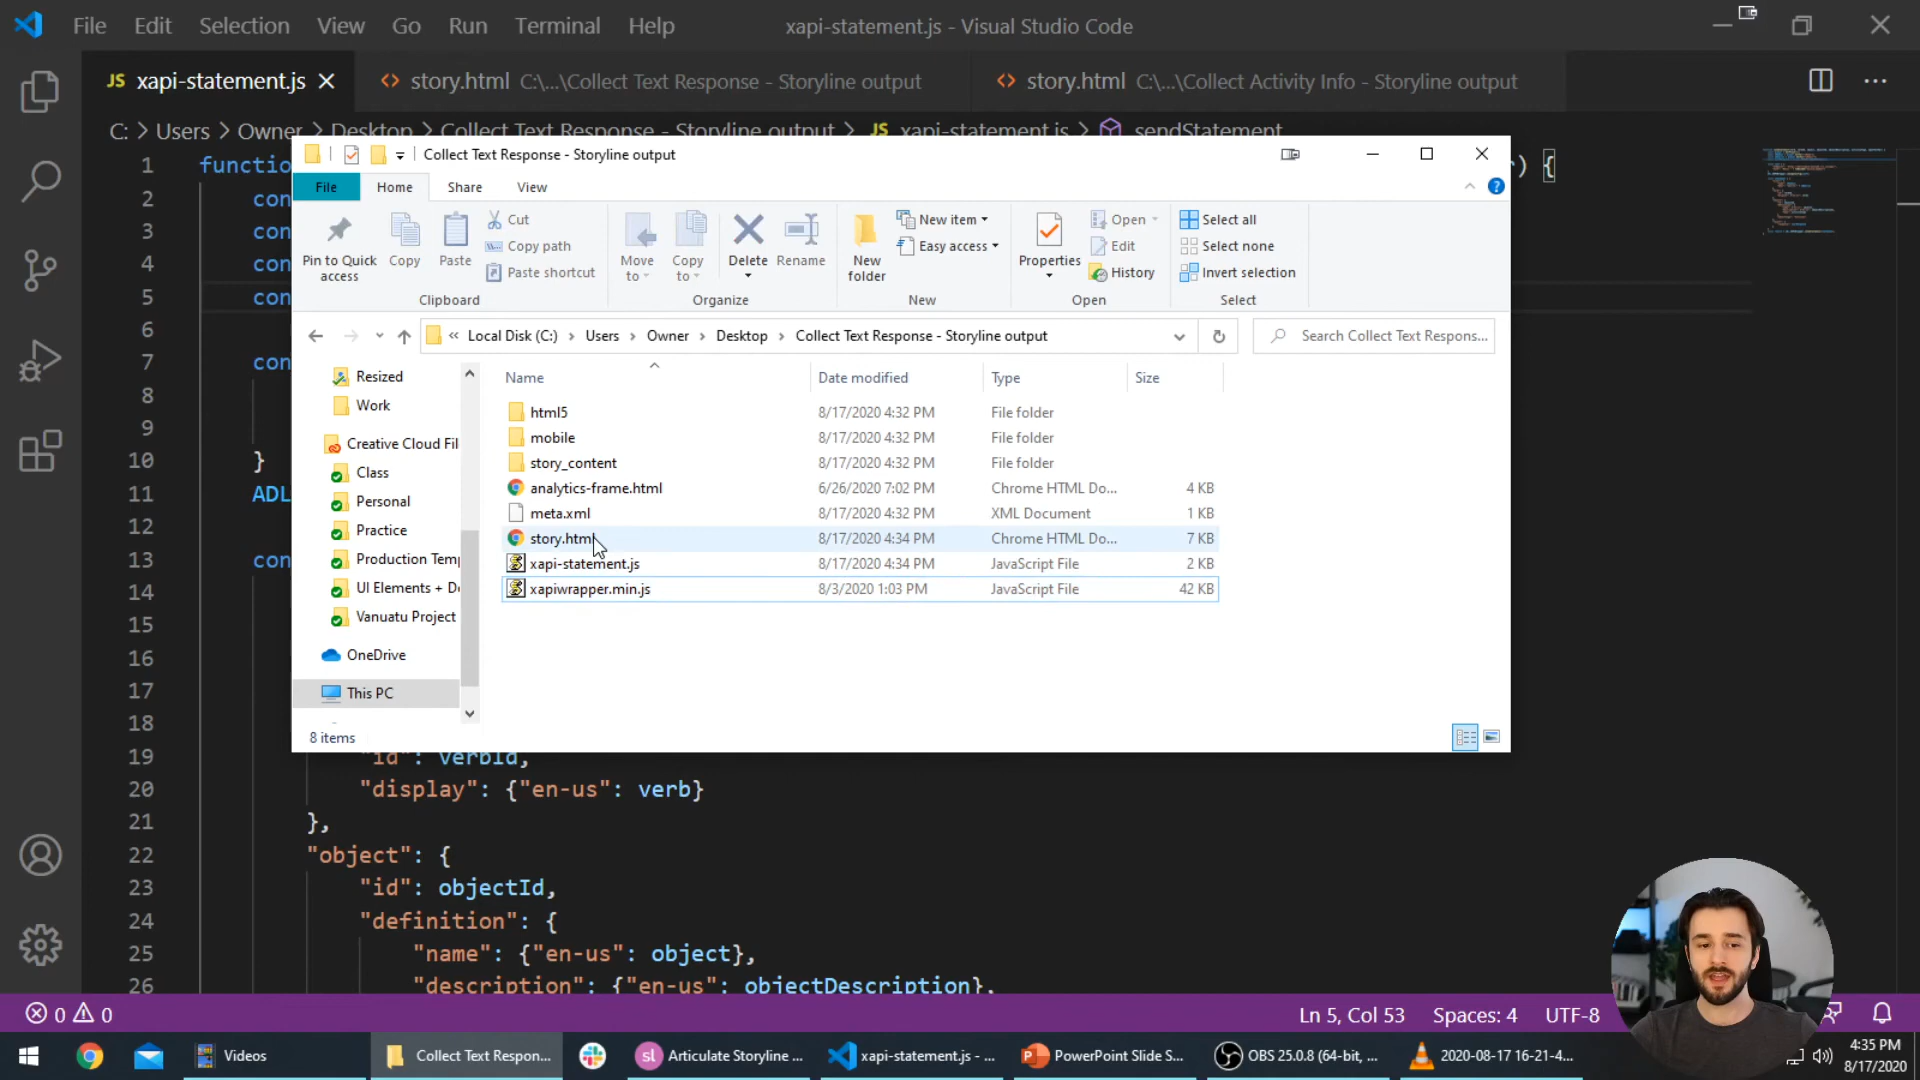 File Edit Selection View Go Run Terminal Help xapi-statement.js - Visual Studio Code
JS xapi-statement.js story.html C:\...\Collect Text Response - Storyline output story.html C:\...\Collect Activity Info - Storyline output
C: > Users > Owner > Desktop > Collect Text Response - Storyline output > JS xapi-statement.js > sendStatement
1 functio ) {
2 con
3 con
4 con
5 con
6
7 con
8
9
10 }
11 ADL
12
13 con
14
15
16
17
18
19 "id": verbId,
20 "display": {"en-us": verb}
21 },
22 "object": {
23 "id": objectId,
24 "definition": {
25 "name": {"en-us": object},
26 "description": {"en-us": objectDescription},
Collect Text Response - Storyline output
File Home Share View
Pin to Quick access
Copy
Paste
Cut
Copy path
Paste shortcut
Clipboard
Move to
Copy to
Delete
Rename
Organize
New folder
New item
Easy access
New
Properties
Open
Edit
History
Open
Select all
Select none
Invert selection
Select
« Local Disk (C:) > Users > Owner > Desktop > Collect Text Response - Storyline output
Search Collect Text Respons...
Resized
Work
Creative Cloud Fil
Class
Personal
Practice
Production Temp
UI Elements + D
Vanuatu Project
OneDrive
This PC
Name Date modified Type Size
html5 8/17/2020 4:32 PM File folder
mobile 8/17/2020 4:32 PM File folder
story_content 8/17/2020 4:32 PM File folder
analytics-frame.html 6/26/2020 7:02 PM Chrome HTML Do... 4 KB
meta.xml 8/17/2020 4:32 PM XML Document 1 KB
story.html 8/17/2020 4:34 PM Chrome HTML Do... 7 KB
xapi-statement.js 8/17/2020 4:34 PM JavaScript File 2 KB
xapiwrapper.min.js 8/3/2020 1:03 PM JavaScript File 42 KB
8 items
0 0 Ln 5, Col 53 Spaces: 4 UTF-8
Videos Collect Text Respon... sl Articulate Storyline ... xapi-statement.js - ... PowerPoint Slide S... OBS 25.0.8 (64-bit, ... 2020-08-17 16-21-4...
4:35 PM
8/17/2020